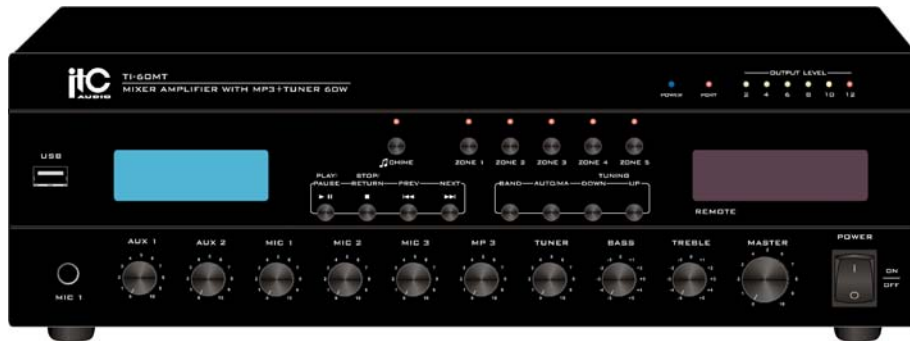 itc
AUDIO
TI-60MT
MIXER AMPLIFIER WITH MP3+TUNER 60W
OUTPUT LEVEL
POWER PORT 2 4 6 8 10 12
USB
CHINE ZONE 1 ZONE 2 ZONE 3 ZONE 4 ZONE 5
PLAY/ STOP/ TUNING
PAUSE RETURN PREV NEXT BAND AUTO/MA DOWN UP
REMOTE
AUX 1 AUX 2 MIC 1 MIC 2 MIC 3 MP 3 TUNER BASS TREBLE MASTER POWER
MIC 1
ON
OFF